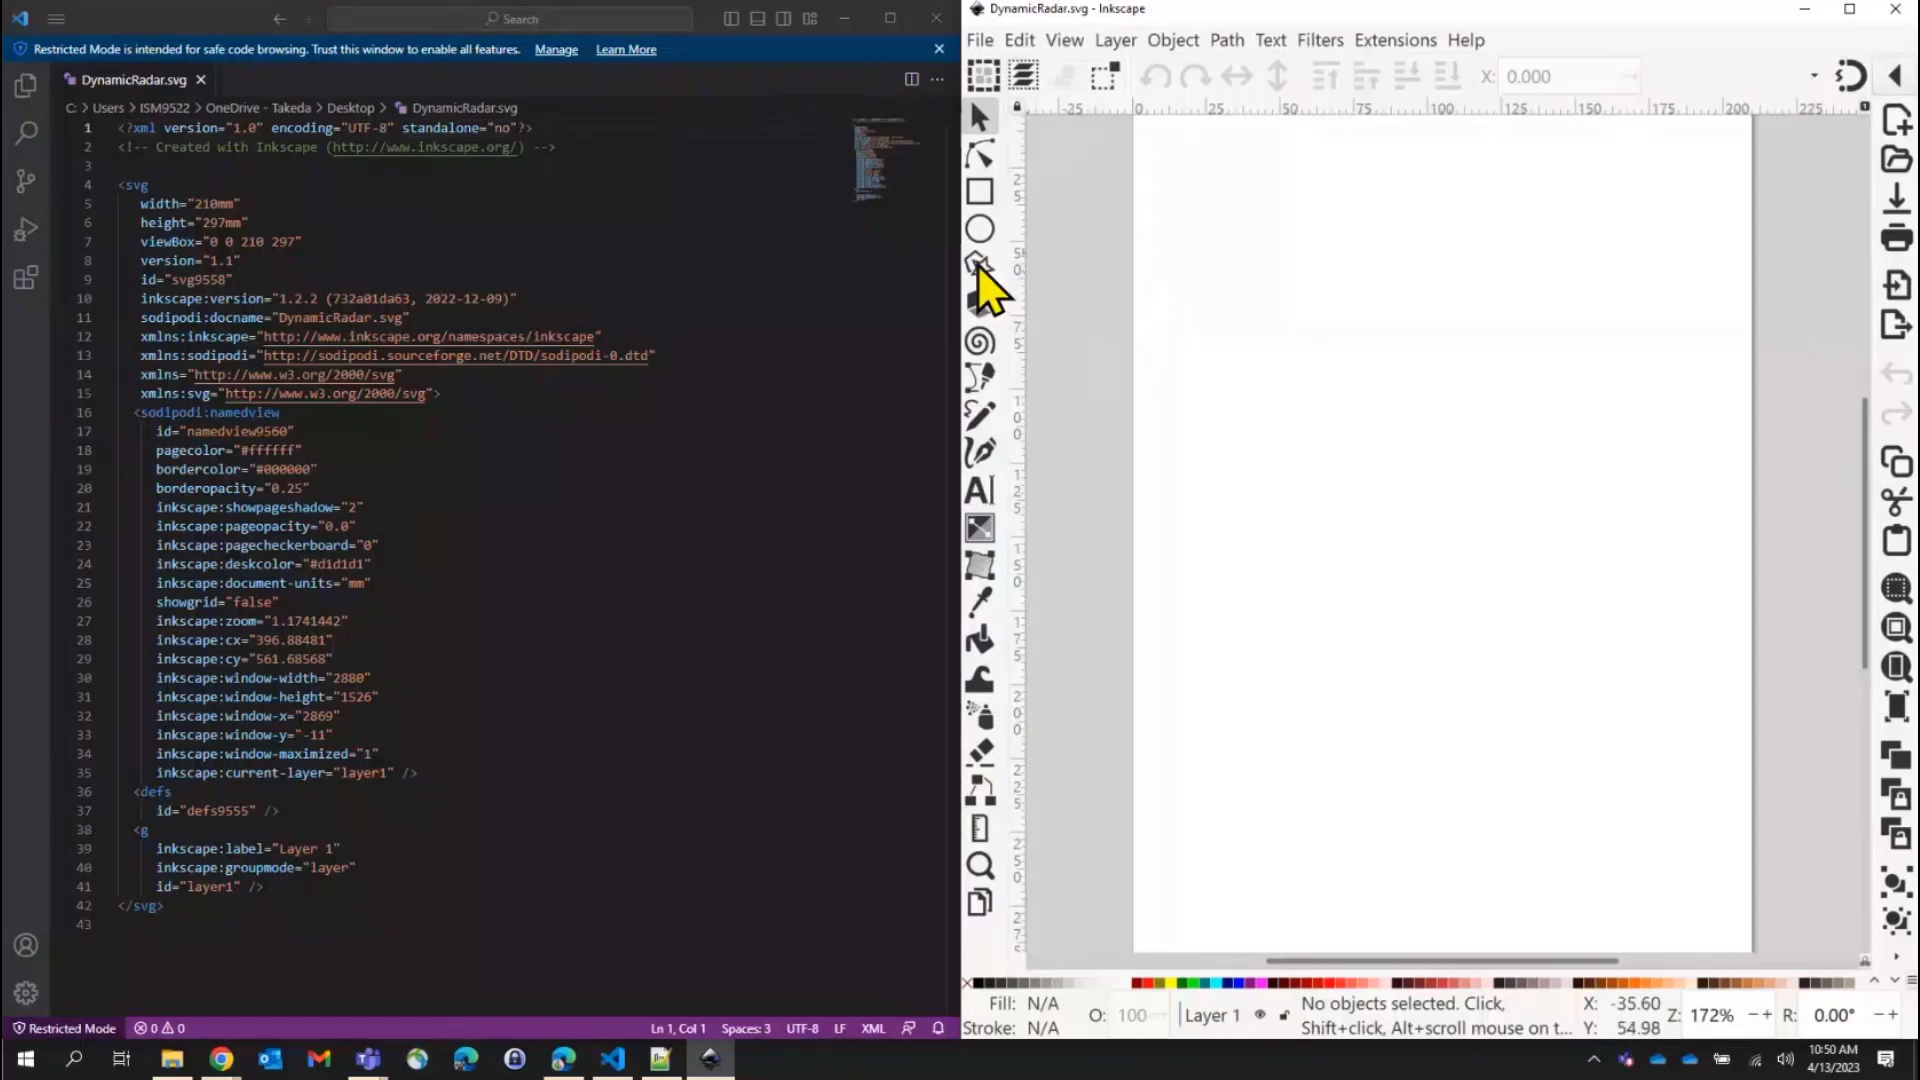 Search
Restricted Mode is intended for safe code browsing. Trust this window to enable all features. Manage Learn More
DynamicRadar.svg
C: > Users > ISM9522 > OneDrive - Takeda > Desktop > DynamicRadar.svg
1 <?xml version="1.0" encoding="UTF-8" standalone="no"?>
2 <!-- Created with Inkscape (http://www.inkscape.org/) -->
3
4 <svg
5 width="210mm"
6 height="297mm"
7 viewBox="0 0 210 297"
8 version="1.1"
9 id="svg9558"
10 inkscape:version="1.2.2 (732a01da63, 2022-12-09)"
11 sodipodi:docname="DynamicRadar.svg"
12 xmlns:inkscape="http://www.inkscape.org/namespaces/inkscape"
13 xmlns:sodipodi="http://sodipodi.sourceforge.net/DTD/sodipodi-0.dtd"
14 xmlns="http://www.w3.org/2000/svg"
15 xmlns:svg="http://www.w3.org/2000/svg">
16 <sodipodi:namedview
17 id="namedview9560"
18 pagecolor="#ffffff"
19 bordercolor="#000000"
20 borderopacity="0.25"
21 inkscape:showpageshadow="2"
22 inkscape:pageopacity="0.0"
23 inkscape:pagecheckerboard="0"
24 inkscape:deskcolor="#d1d1d1"
25 inkscape:document-units="mm"
26 showgrid="false"
27 inkscape:zoom="1.1741442"
28 inkscape:cx="396.88481"
29 inkscape:cy="561.68568"
30 inkscape:window-width="2880"
31 inkscape:window-height="1526"
32 inkscape:window-x="2869"
33 inkscape:window-y="-11"
34 inkscape:window-maximized="1"
35 inkscape:current-layer="layer1" />
36 <defs
37 id="defs9555" />
38 <g
39 inkscape:label="Layer 1"
40 inkscape:groupmode="layer"
41 id="layer1" />
42 </svg>
43
Restricted Mode 0 0 Ln 1, Col 1 Spaces: 3 UTF-8 LF XML
DynamicRadar.svg - Inkscape
File Edit View Layer Object Path Text Filters Extensions Help
X: 0.000
-25 0 25 50 75 100 125 150 175 200 225
Fill: N/A
Stroke: N/A
O: 100
Layer 1
No objects selected. Click,
Shift+click, Alt+scroll mouse on t...
X: -35.60
Y: 54.98
Z: 172%
R: 0.00°
10:50 AM
4/13/2023